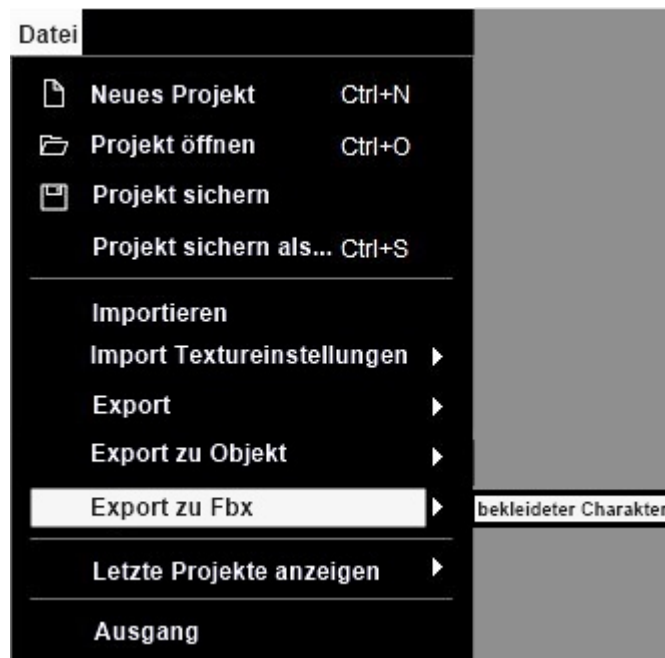 Datei
Neues Projekt Ctrl+N
Projekt öffnen Ctrl+O
Projekt sichern
Projekt sichern als... Ctrl+S
Importieren
Import Textureinstellungen
Export
Export zu Objekt
Export zu Fbx bekleideter Charakter
Letzte Projekte anzeigen
Ausgang